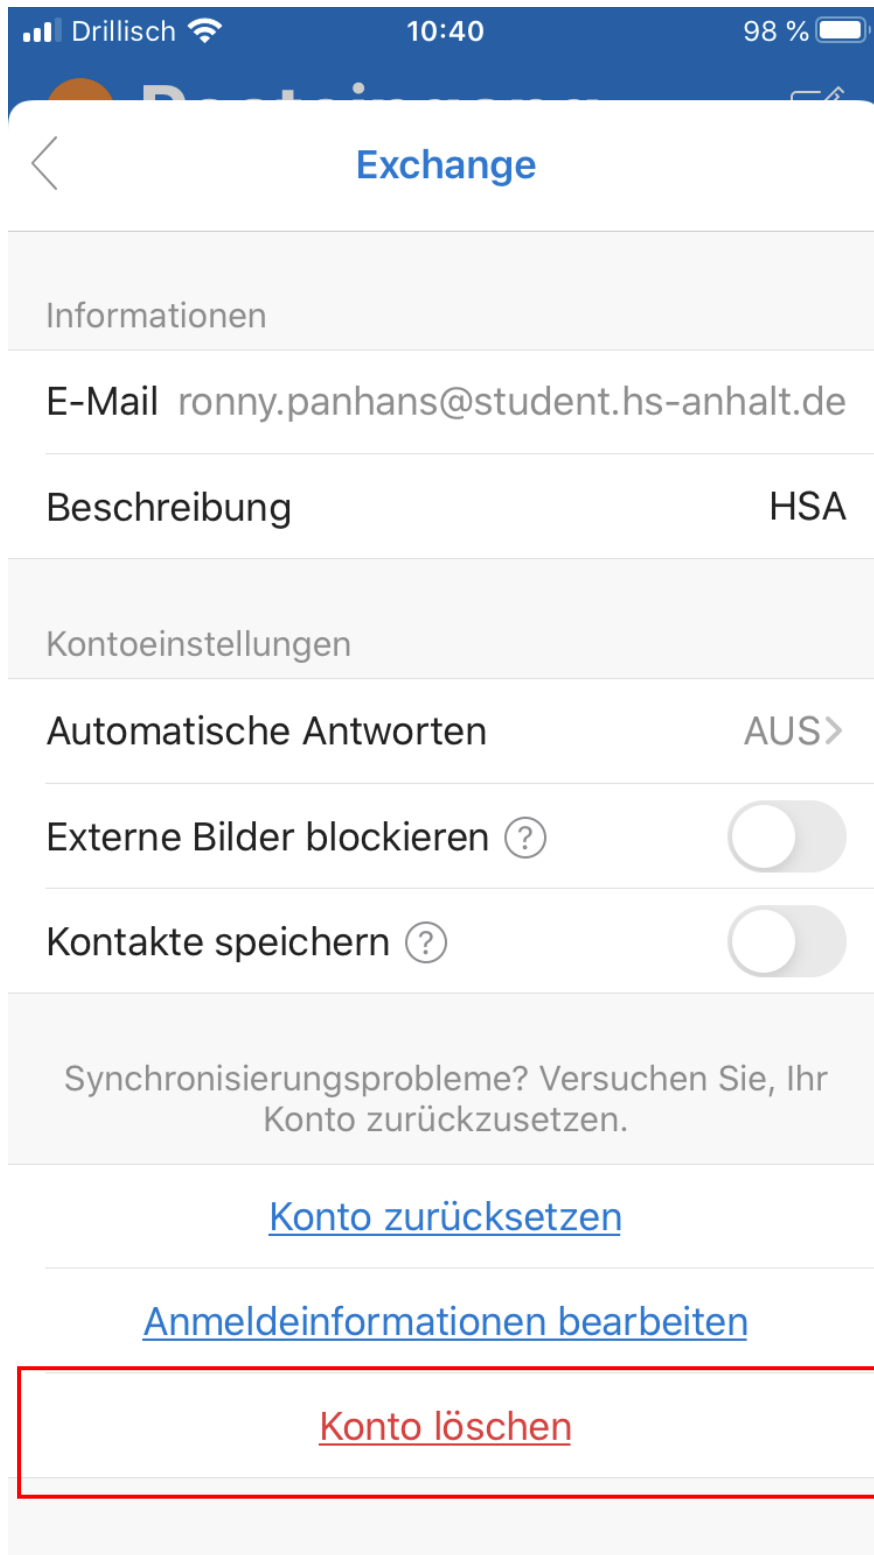 Drillisch 10:40 98 %
Posteingang
Exchange
Informationen
E-Mail ronny.panhans@student.hs-anhalt.de
Beschreibung HSA
Kontoeinstellungen
Automatische Antworten AUS
Externe Bilder blockieren ?
Kontakte speichern ?
Synchronisierungsprobleme? Versuchen Sie, Ihr
Konto zurückzusetzen.
Konto zurücksetzen
Anmeldeinformationen bearbeiten
Konto löschen